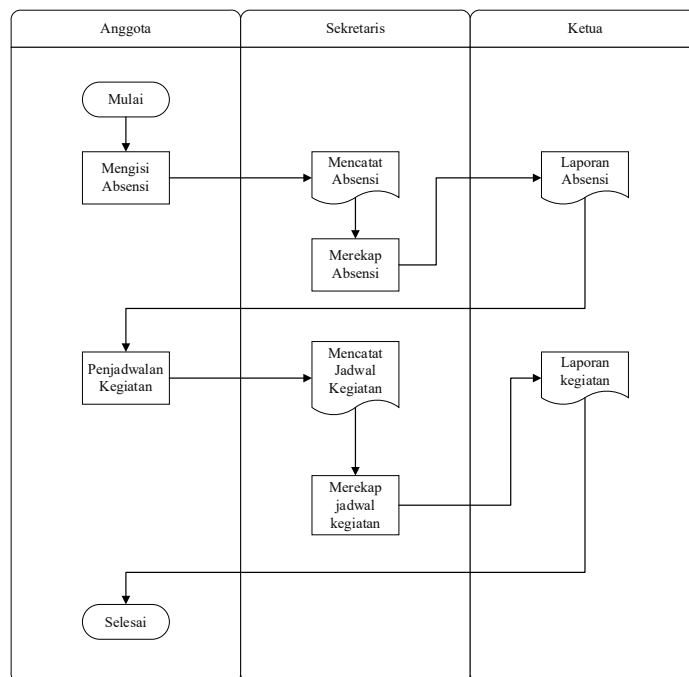 Anggota
Sekretaris
Ketua
Mulai
Mengisi
Absensi
Mencatat
Absensi
Laporan
Absensi
Merekap
Absensi
Penjadwalan
Kegiatan
Mencatat
Jadwal
Kegiatan
Laporan
kegiatan
Merekap
jadwal
kegiatan
Selesai